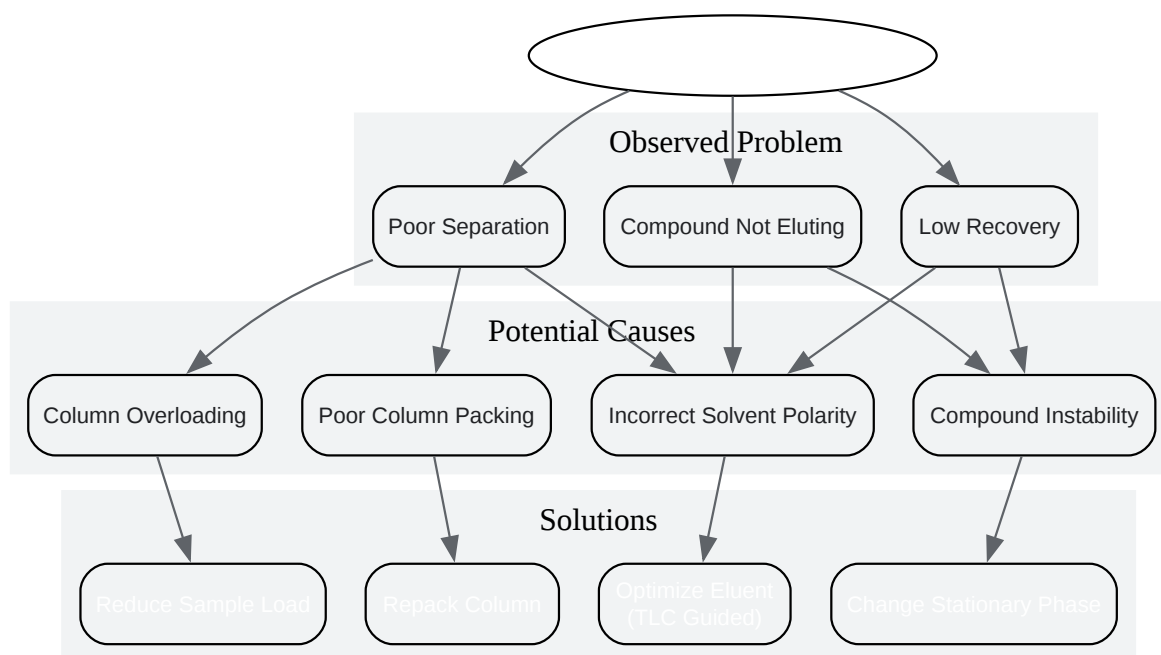 Observed Problem
Poor Separation
Compound Not Eluting
Low Recovery
Potential Causes
Column Overloading
Poor Column Packing
Incorrect Solvent Polarity
Compound Instability
Solutions
Reduce Sample Load
Repack Column
Optimize Eluent
(TLC Guided)
Change Stationary Phase